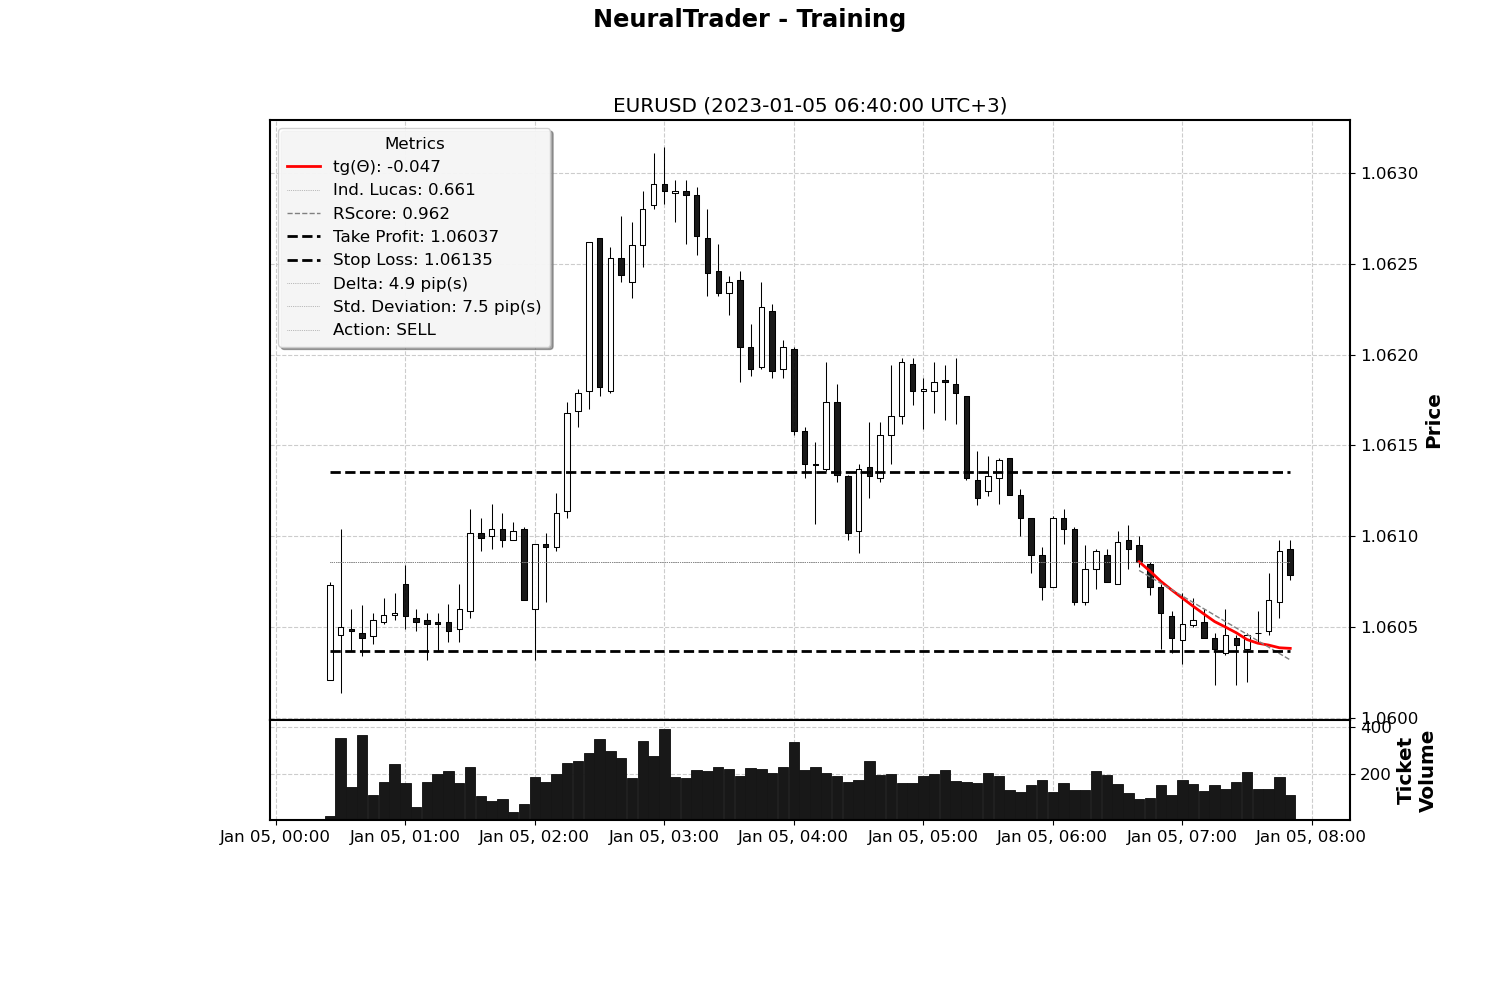 NeuralTrader - Training
EURUSD (2023-01-05 06:40:00 UTC+3)
Metrics
tg(Θ): -0.047
Ind. Lucas: 0.661
RScore: 0.962
Take Profit: 1.06037
Stop Loss: 1.06135
Delta: 4.9 pip(s)
Std. Deviation: 7.5 pip(s)
Action: SELL
1.0630
1.0625
1.0620
1.0615
1.0610
1.0605
1.0600
Price
400
200
Ticket
Volume
Jan 05, 00:00
Jan 05, 01:00
Jan 05, 02:00
Jan 05, 03:00
Jan 05, 04:00
Jan 05, 05:00
Jan 05, 06:00
Jan 05, 07:00
Jan 05, 08:00